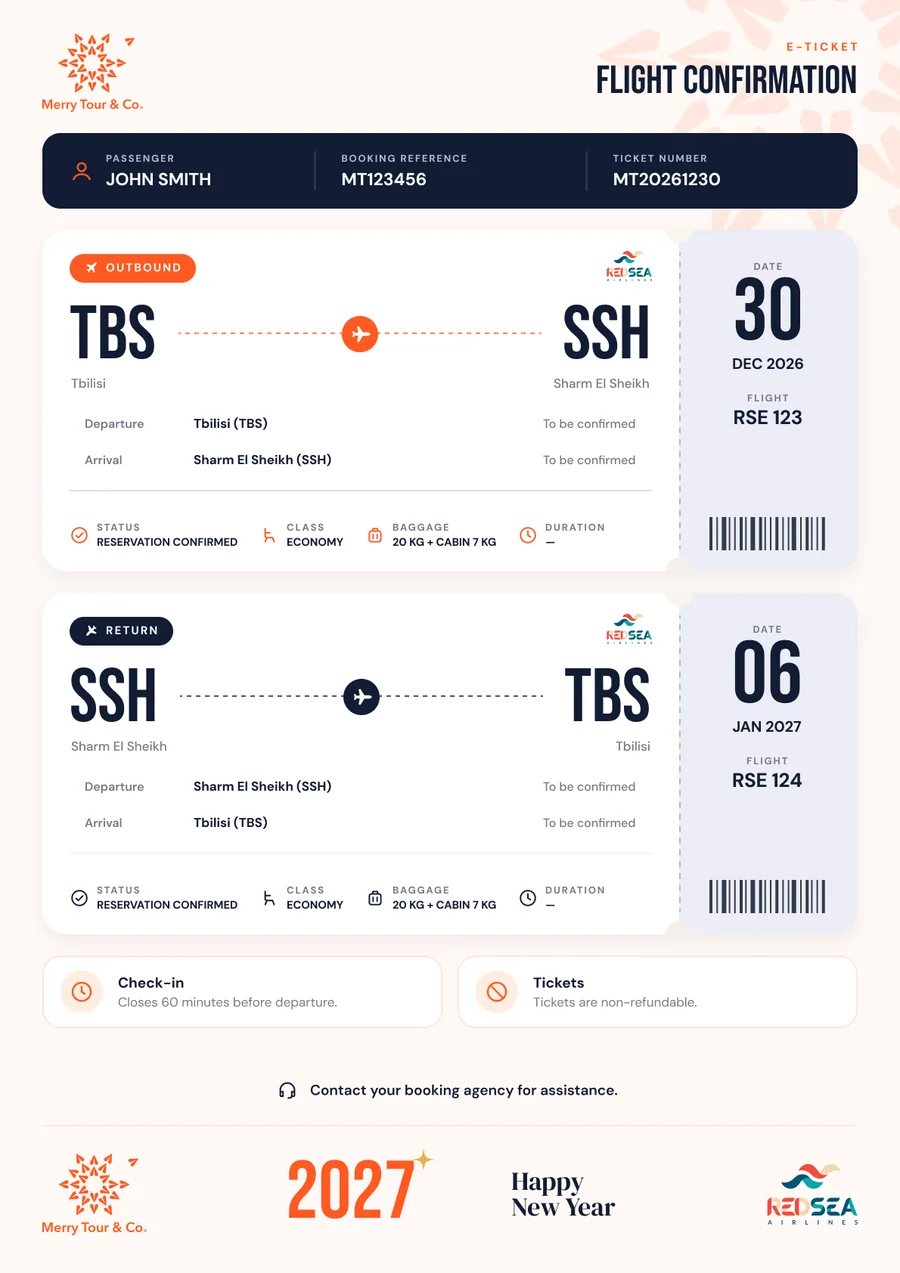 Merry Tour & Co.
E-TICKET
FLIGHT CONFIRMATION
PASSENGER
JOHN SMITH
BOOKING REFERENCE
MT123456
TICKET NUMBER
MT20261230
OUTBOUND
REDSEA
AIRLINES
TBS
SSH
Tbilisi
Sharm El Sheikh
Departure Tbilisi (TBS) To be confirmed
Arrival Sharm El Sheikh (SSH) To be confirmed
STATUS
RESERVATION CONFIRMED
CLASS
ECONOMY
BAGGAGE
20 KG + CABIN 7 KG
DURATION
—
DATE
30
DEC 2026
FLIGHT
RSE 123
RETURN
REDSEA
AIRLINES
SSH
TBS
Sharm El Sheikh
Tbilisi
Departure Sharm El Sheikh (SSH) To be confirmed
Arrival Tbilisi (TBS) To be confirmed
STATUS
RESERVATION CONFIRMED
CLASS
ECONOMY
BAGGAGE
20 KG + CABIN 7 KG
DURATION
—
DATE
06
JAN 2027
FLIGHT
RSE 124
Check-in
Closes 60 minutes before departure.
Tickets
Tickets are non-refundable.
Contact your booking agency for assistance.
Merry Tour & Co.
2027
Happy
New Year
REDSEA
AIRLINES